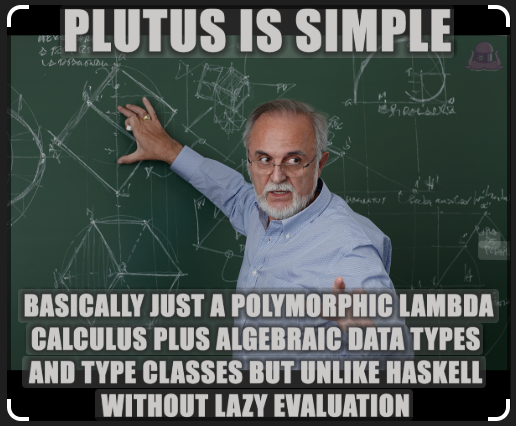 PLUTUS IS SIMPLE
BASICALLY JUST A POLYMORPHIC LAMBDA
CALCULUS PLUS ALGEBRAIC DATA TYPES
AND TYPE CLASSES BUT UNLIKE HASKELL
WITHOUT LAZY EVALUATION